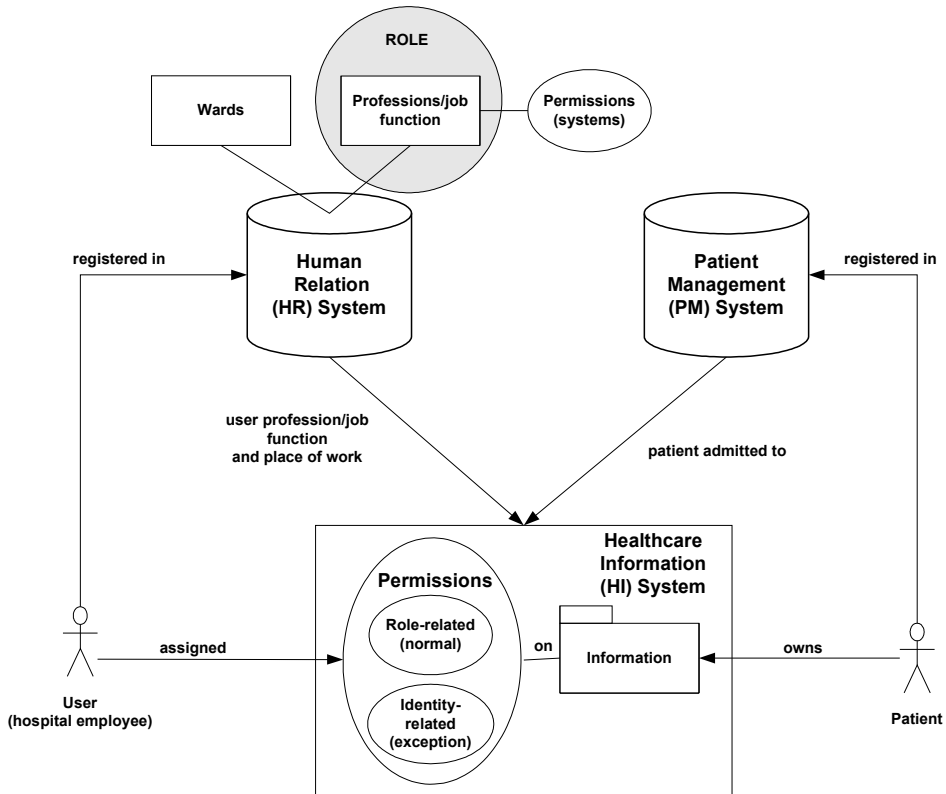 ROLE
Wards
Professions/job
function
Permissions
(systems)
registered in
Human
Relation
(HR) System
Patient
Management
(PM) System
registered in
user profession/job
function
and place of work
patient admitted to
Healthcare
Information
(HI) System
Permissions
Role-related
(normal)
Identity-
related
(exception)
on
Information
assigned
owns
User
(hospital employee)
Patient